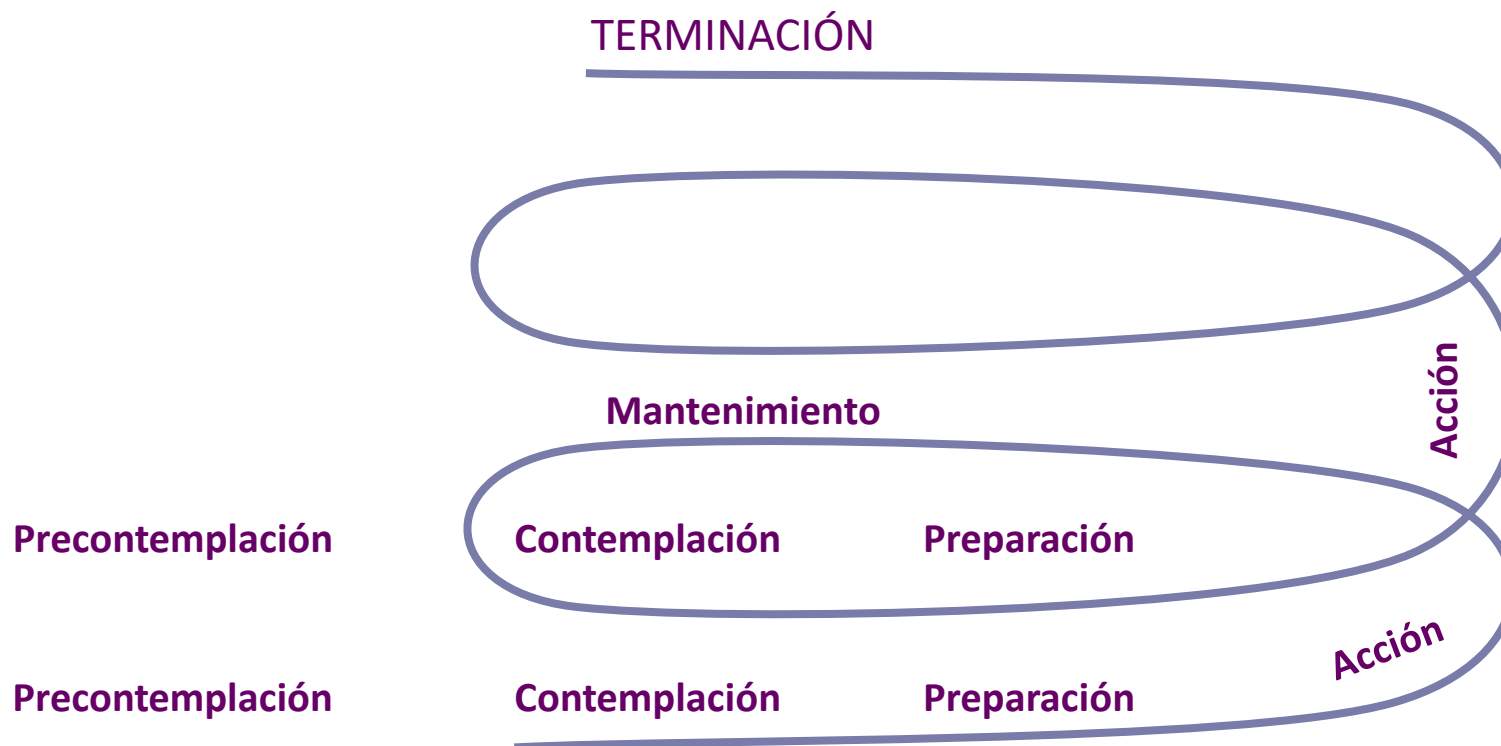 TERMINACIÓN
Acción
Mantenimiento
Precontemplación Contemplación Preparación
Acción
Precontemplación Contemplación Preparación